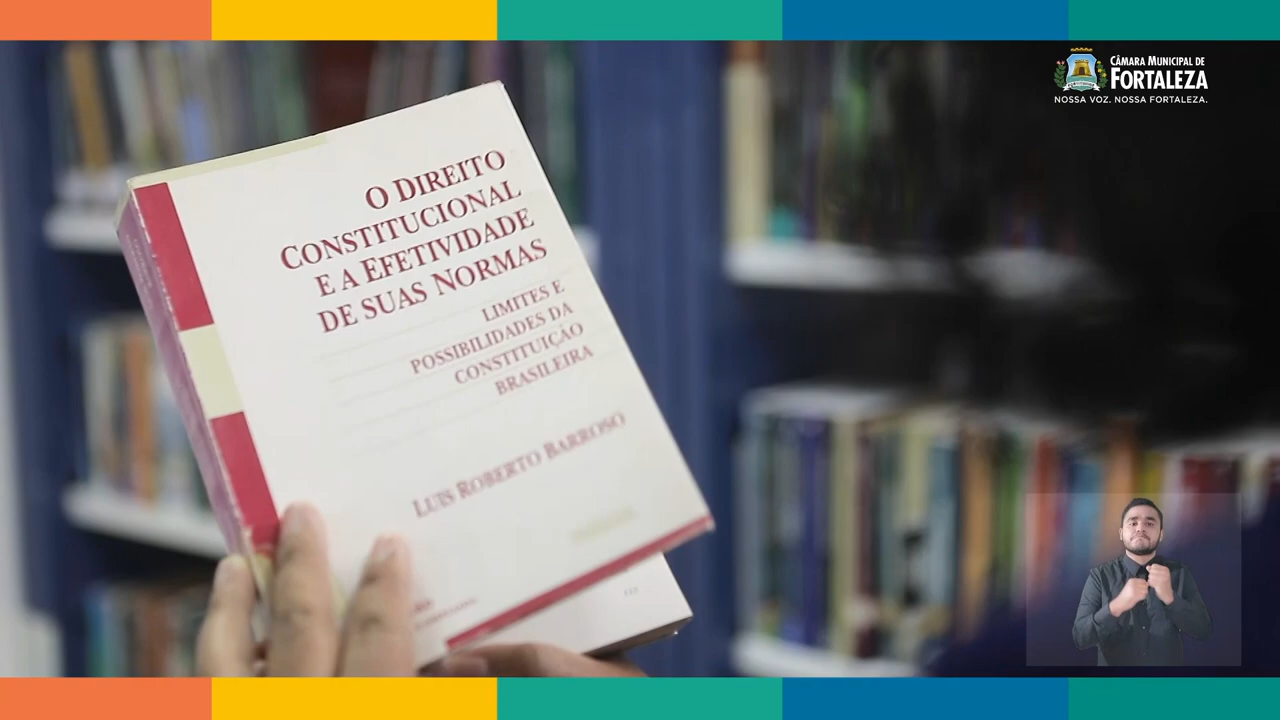 CÂMARA MUNICIPAL DE
FORTALEZA
NOSSA VOZ. NOSSA FORTALEZA.
O DIREITO
CONSTITUCIONAL
E A EFETIVIDADE
DE SUAS NORMAS
LIMITES E
POSSIBILIDADES DA
CONSTITUIÇÃO
BRASILEIRA
LUIS ROBERTO BARROSO